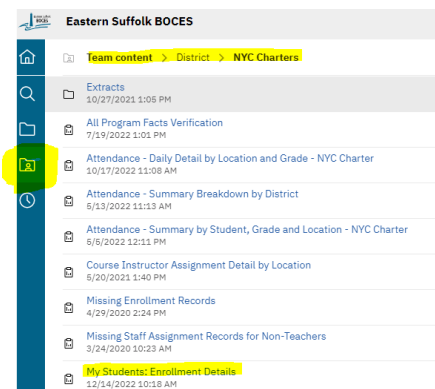 Eastern Suffolk BOCES
Team content > District > NYC Charters
Extracts
10/27/2021 1:05 PM
All Program Facts Verification
7/19/2022 1:01 PM
Attendance - Daily Detail by Location and Grade - NYC Charter
10/17/2022 11:08 AM
Attendance - Summary Breakdown by District
5/13/2022 11:13 AM
Attendance - Summary by Student, Grade and Location - NYC Charter
5/5/2022 12:11 PM
Course Instructor Assignment Detail by Location
5/20/2021 1:40 PM
Missing Enrollment Records
4/29/2020 2:24 PM
Missing Staff Assignment Records for Non-Teachers
3/24/2020 10:23 AM
My Students: Enrollment Details
12/14/2022 10:18 AM